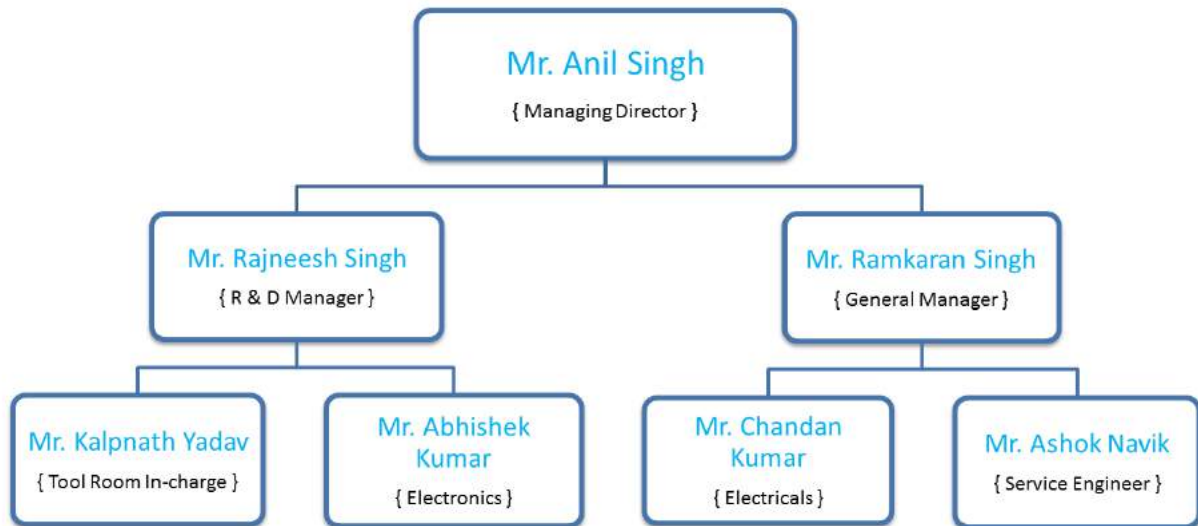 Mr. Anil Singh
{ Managing Director }
Mr. Rajneesh Singh
{ R & D Manager }
Mr. Ramkaran Singh
{ General Manager }
Mr. Kalpnath Yadav
{ Tool Room In-charge }
Mr. Abhishek
Kumar
{ Electronics }
Mr. Chandan
Kumar
{ Electricals }
Mr. Ashok Navik
{ Service Engineer }